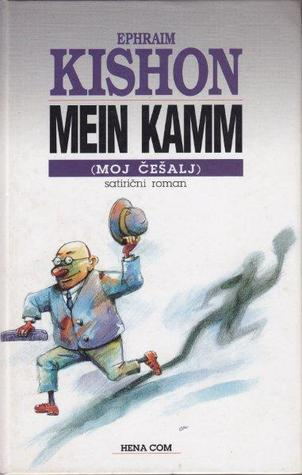 EPHRAIM
KISHON
MEIN KAMM
(MOJ ČEŠALJ)
satirični roman
HENA COM